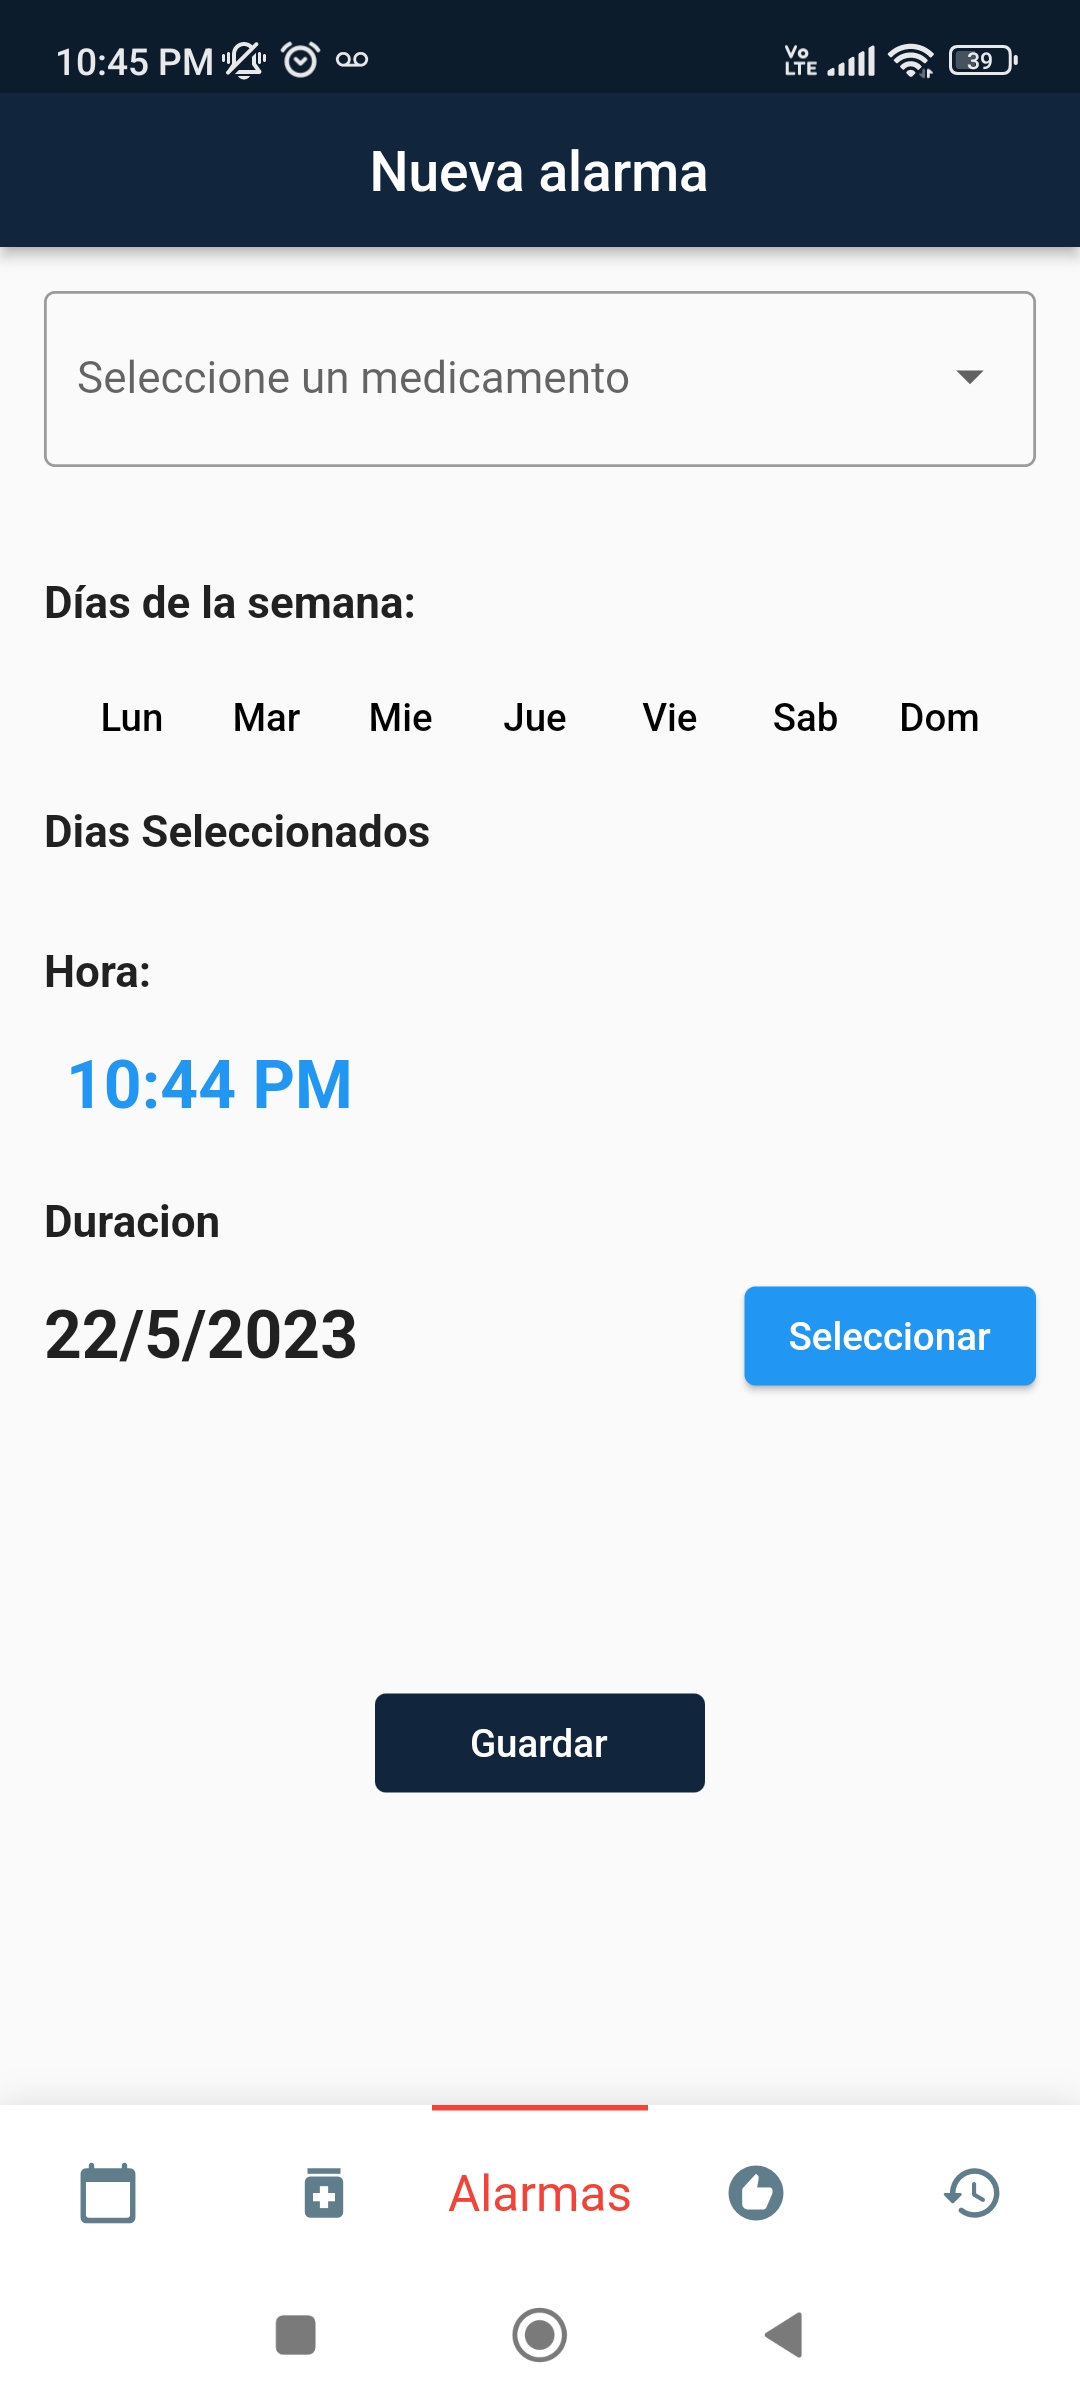 10:45 PM Vo LTE 39
Nueva alarma
Seleccione un medicamento
Días de la semana:
Lun Mar Mie Jue Vie Sab Dom
Dias Seleccionados
Hora:
10:44 PM
Duracion
22/5/2023 Seleccionar
Guardar
Alarmas